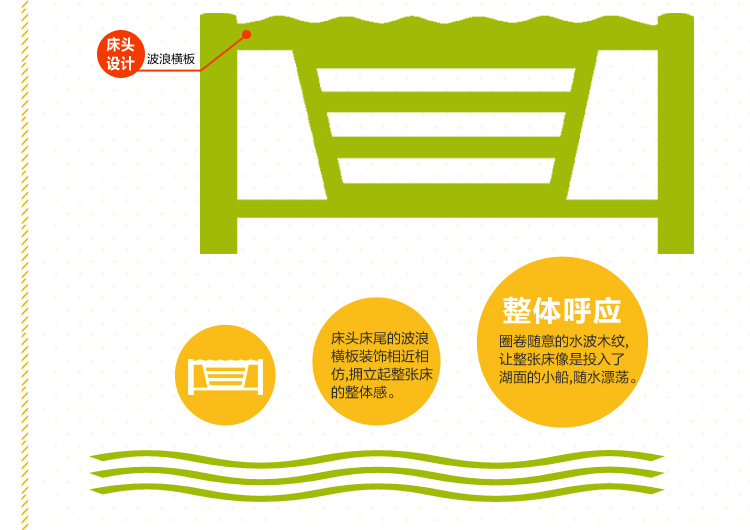 床头
设计
波浪横板
整体呼应
圈卷随意的水波木纹,
让整张床像是投入了
湖面的小船,随水漂荡。
床头床尾的波浪
横板装饰相近相
仿,拥立起整张床
的整体感。